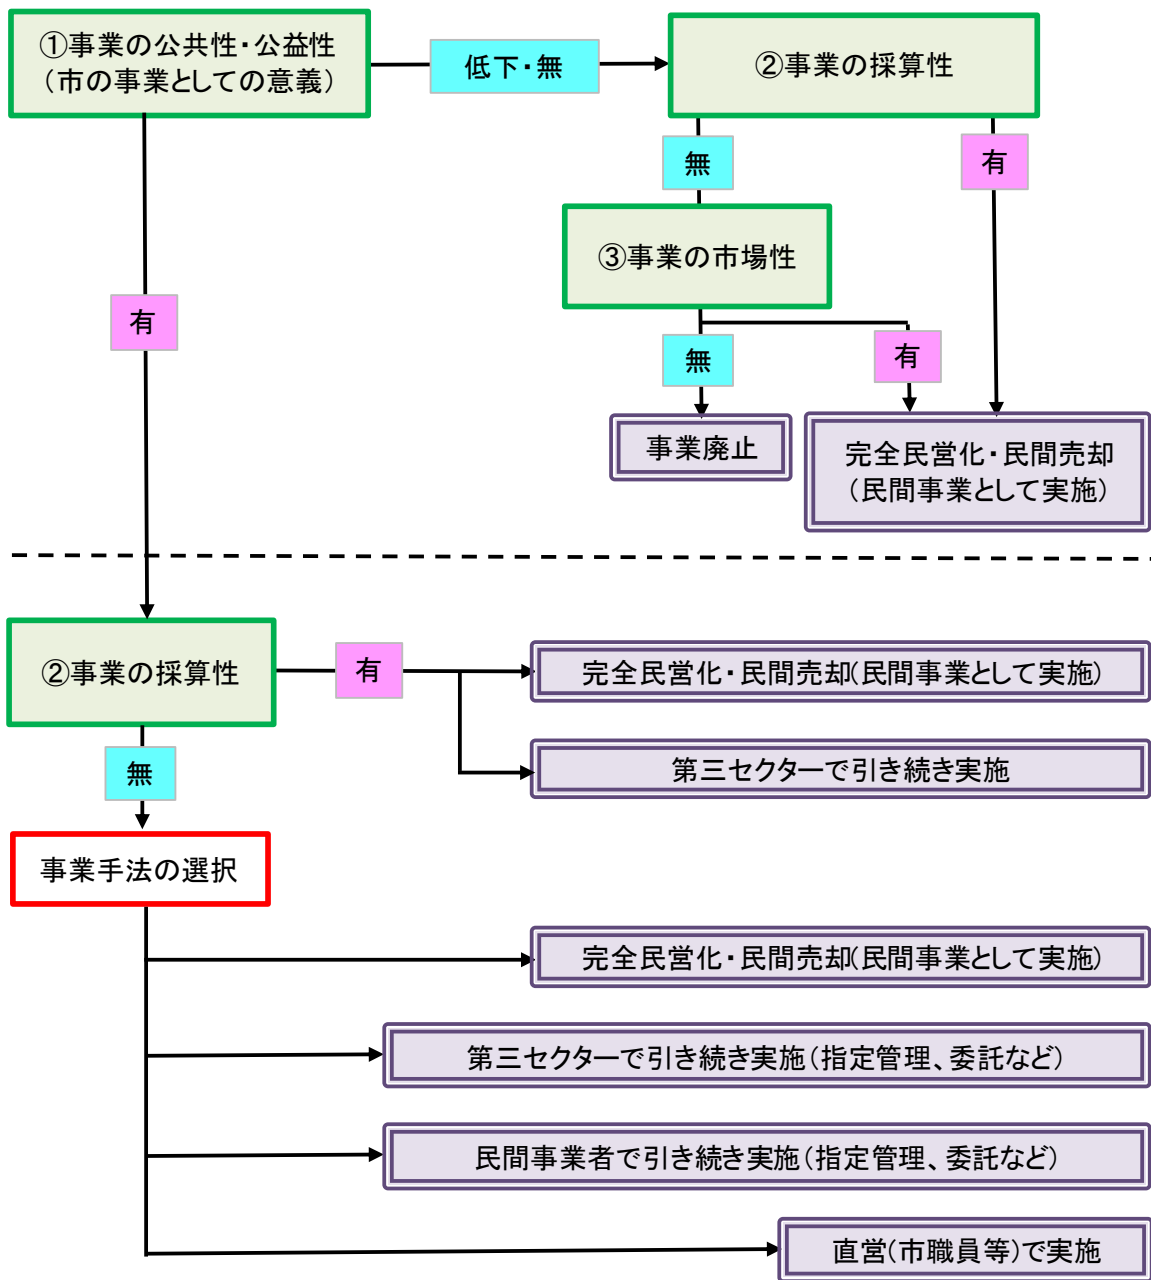 ①事業の公共性・公益性
（市の事業としての意義）
低下・無
②事業の採算性
無
有
③事業の市場性
有
無
有
事業廃止
完全民営化・民間売却
（民間事業として実施）
②事業の採算性
有
完全民営化・民間売却(民間事業として実施)
第三セクターで引き続き実施
無
事業手法の選択
完全民営化・民間売却(民間事業として実施)
第三セクターで引き続き実施（指定管理、委託など）
民間事業者で引き続き実施（指定管理、委託など）
直営(市職員等)で実施